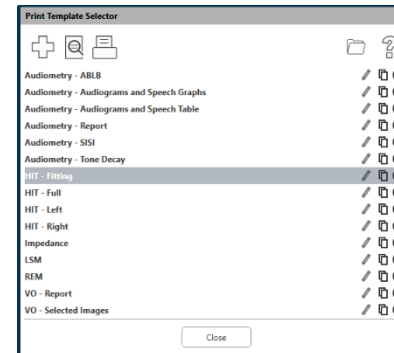 Print Template Selector
Audiometry - ABLB
Audiometry - Audiograms and Speech Graphs
Audiometry - Audiograms and Speech Table
Audiometry - Report
Audiometry - SISI
Audiometry - Tone Decay
HIT - Fitting
HIT - Full
HIT - Left
HIT - Right
Impedance
LSM
REM
VO - Report
VO - Selected Images
Close